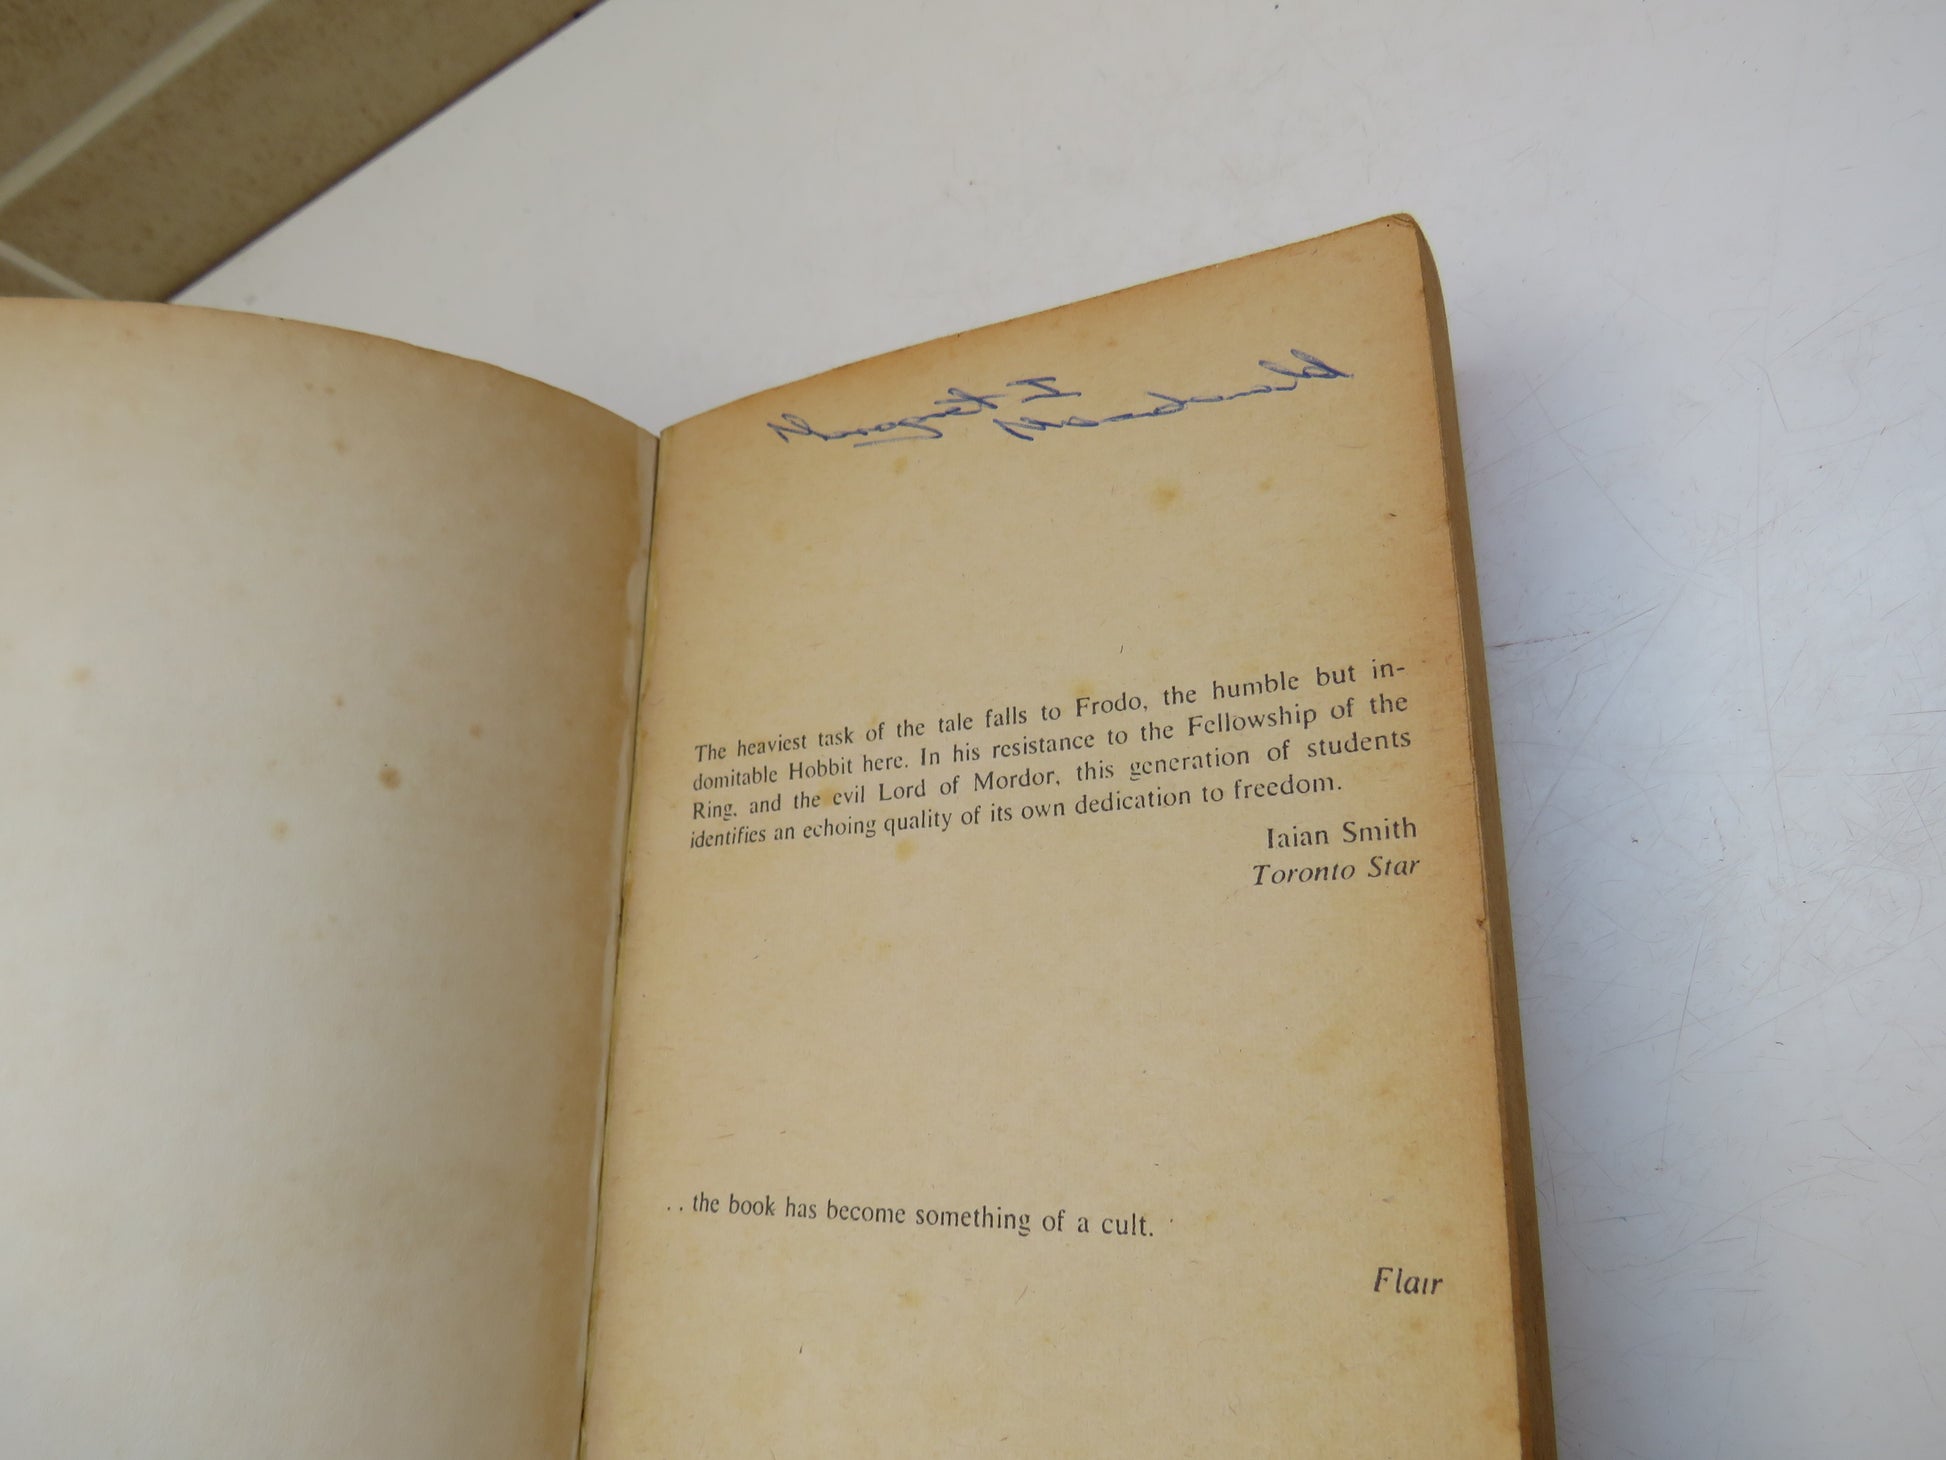 The heaviest task of the tale falls to Frodo, the humble but in-
domitable Hobbit here. In his resistance to the Fellowship of the
Ring, and the evil Lord of Mordor, this generation of students
identifies an echoing quality of its own dedication to freedom.
Iaian Smith
Toronto Star
. . the book has become something of a cult.
Flair